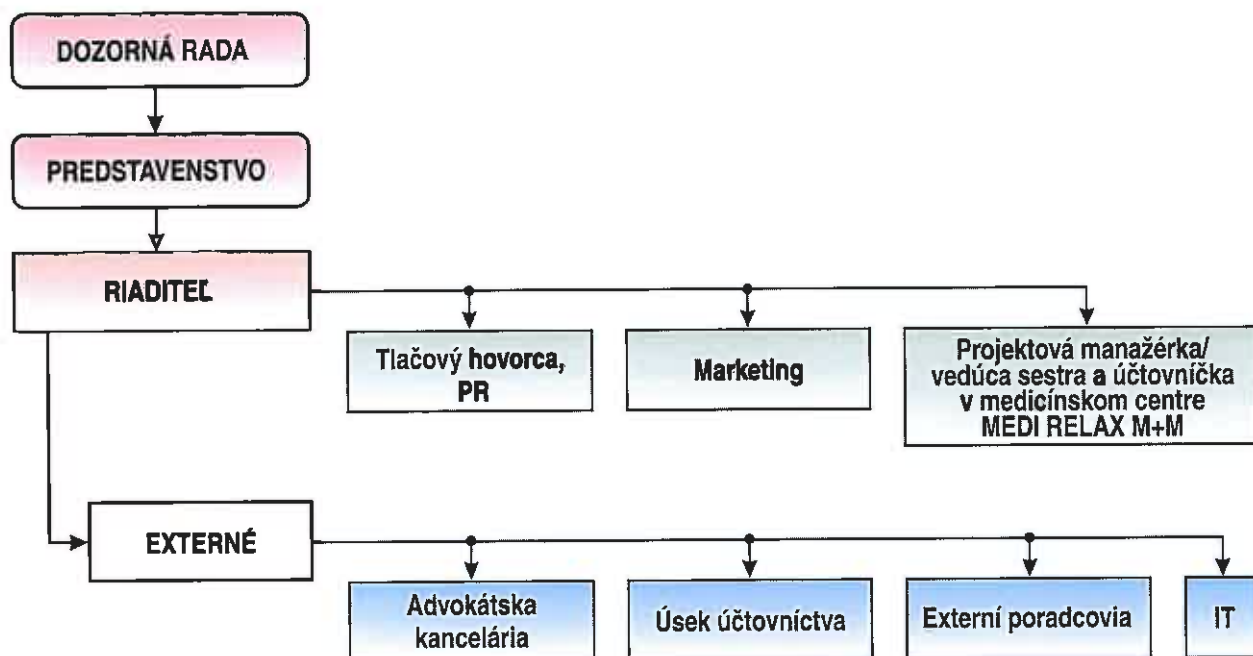 DOZORNÁ RADA
PREDSTAVENSTVO
RIADITEĽ
Tlačový hovorca,
PR
Marketing
Projektová manažérka/
vedúca sestra a účtovníčka
v medicínskom centre
MEDI RELAX M+M
EXTERNÉ
Advokátska
kancelária
Úsek účtovníctva
Externí poradcovia
IT